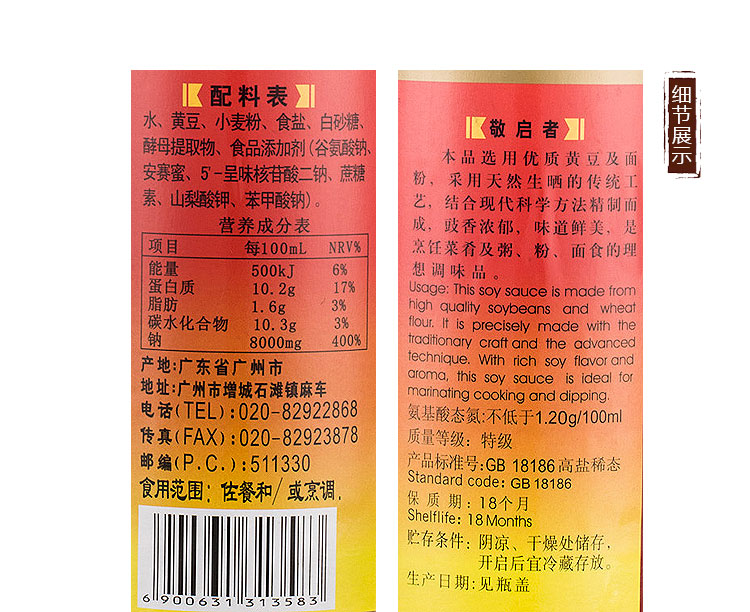 配料表
水、黄豆、小麦粉、食盐、白砂糖、
酵母提取物、食品添加剂(谷氨酸钠、
安赛蜜、5'-呈味核苷酸二钠、蔗糖
素、山梨酸钾、苯甲酸钠)。
营养成分表
项目 每100mL NRV%
能量 500kJ 6%
蛋白质 10.2g 17%
脂肪 1.6g 3%
碳水化合物 10.3g 3%
钠 8000mg 400%
产地:广东省广州市
地址:广州市增城石滩镇麻车
电话(TEL):020-82922868
传真(FAX):020-82923878
邮编(P.C.):511330
食用范围:佐餐和/或烹调.
6 900631 313583
敬启者
本品选用优质黄豆及面
粉,采用天然生晒的传统工
艺,结合现代科学方法精制而
成,豉香浓郁、味道鲜美,是
烹饪菜肴及粥、粉、面食的理
想调味品。
Usage: This soy sauce is made from
high quality soybeans and wheat
flour. It is precisely made with the
traditionary craft and the advanced
technique. With rich soy flavor and
aroma, this soy sauce is ideal for
marinating cooking and dipping.
氨基酸态氮:不低于1.20g/100ml
质量等级: 特级
产品标准号:GB 18186 高盐稀态
Standard code: GB 18186
保质期:18个月
Shelflife: 18 Months
贮存条件: 阴凉、干燥处储存,
开启后宜冷藏存放。
生产日期:见瓶盖
细节展示